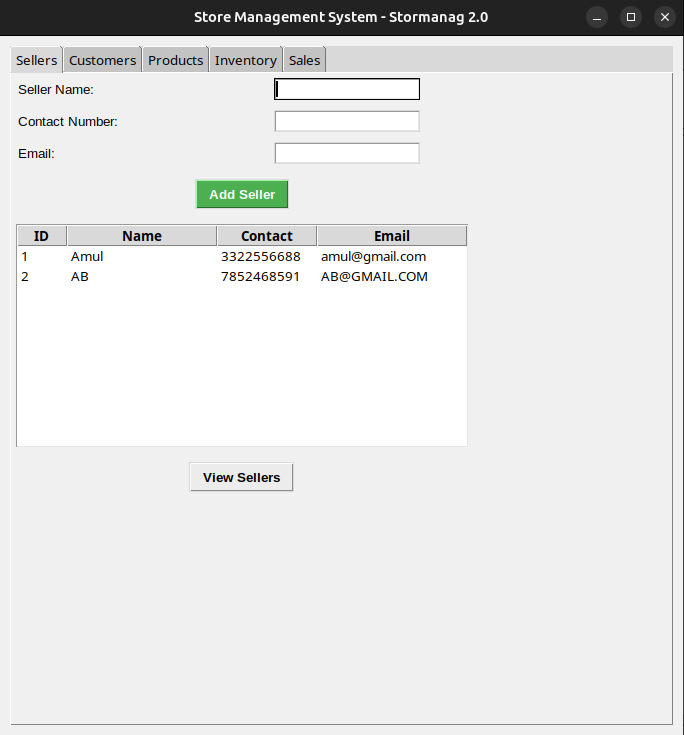 Store Management System - Stormanag 2.0
Sellers Customers Products Inventory Sales
Seller Name:
Contact Number:
Email:
Add Seller
ID Name Contact Email
1 Amul 3322556688 amul@gmail.com
2 AB 7852468591 AB@GMAIL.COM
View Sellers